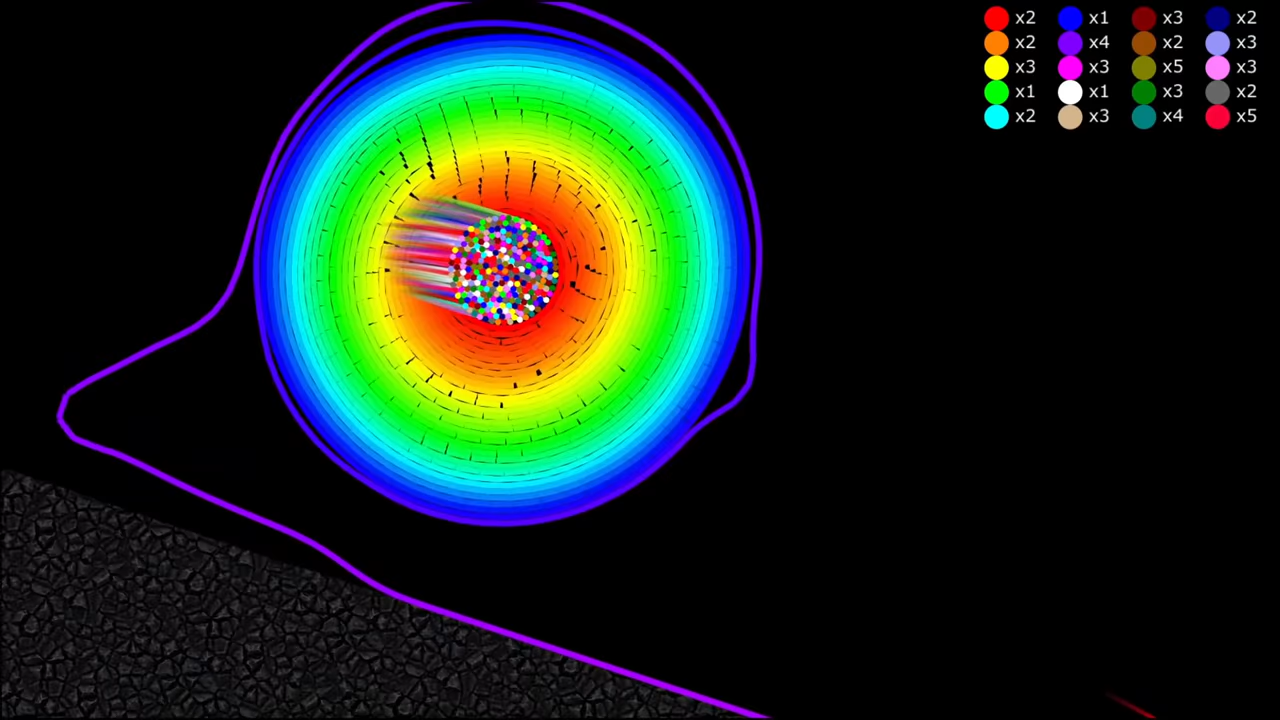 x2 x1 x3 x2
x2 x4 x2 x3
x3 x3 x5 x3
x1 x1 x3 x2
x2 x3 x4 x5